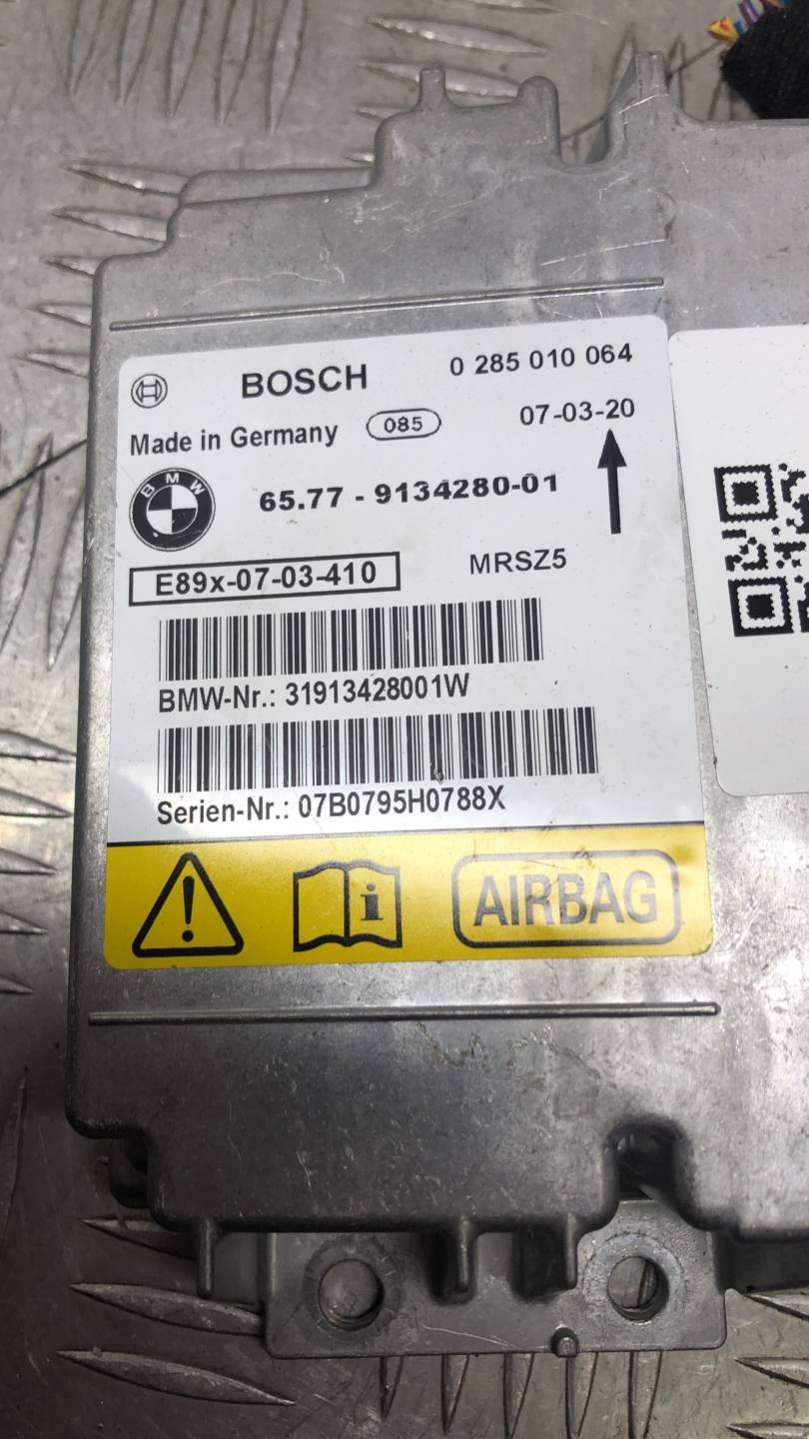 BOSCH 0 285 010 064
Made in Germany 085 07-03-20
BMW
65.77 - 9134280-01
E89x-07-03-410 MRSZ5
BMW-Nr.: 31913428001W
Serien-Nr.: 07B0795H0788X
! i AIRBAG